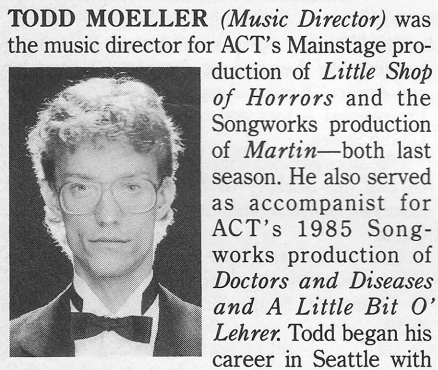 TODD MOELLER (Music Director) was
the music director for ACT's Mainstage pro-
duction of Little Shop
of Horrors and the
Songworks production
of Martin—both last
season. He also served
as accompanist for
ACT's 1985 Song-
works production of
Doctors and Diseases
and A Little Bit O'
Lehrer. Todd began his
career in Seattle with